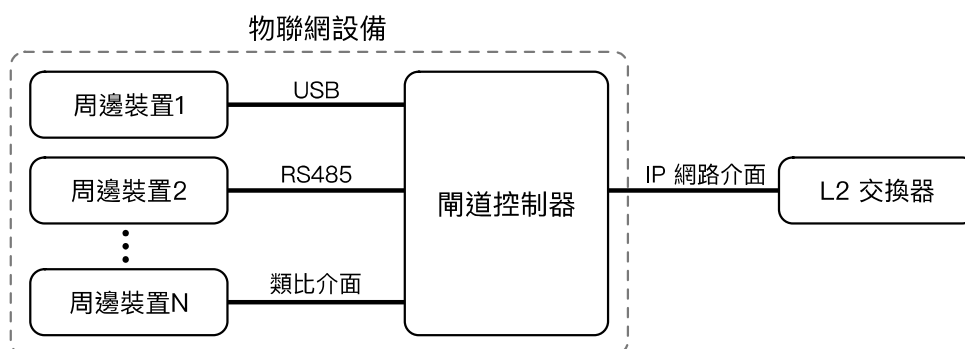 物聯網設備
周邊裝置1
USB
周邊裝置2
RS485
周邊裝置N
類比介面
閘道控制器
IP 網路介面
L2 交換器